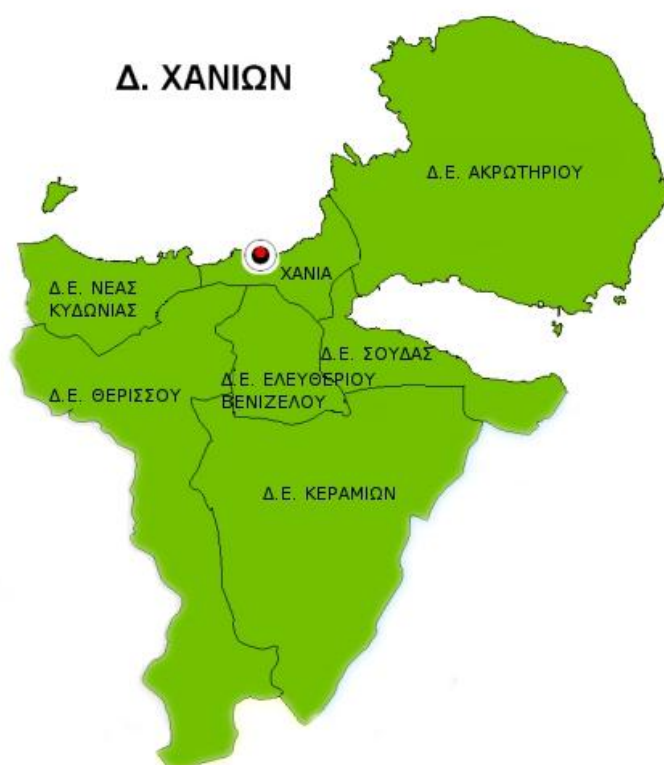 Δ. ΧΑΝΙΩΝ
Δ.Ε. ΑΚΡΩΤΗΡΙΟΥ
ΧΑΝΙΑ
Δ.Ε. ΝΕΑΣ
ΚΥΔΩΝΙΑΣ
Δ.Ε. ΣΟΥΔΑΣ
Δ.Ε. ΘΕΡΙΣΣΟΥ
Δ.Ε. ΕΛΕΥΘΕΡΙΟΥ
ΒΕΝΙΖΕΛΟΥ
Δ.Ε. ΚΕΡΑΜΙΩΝ